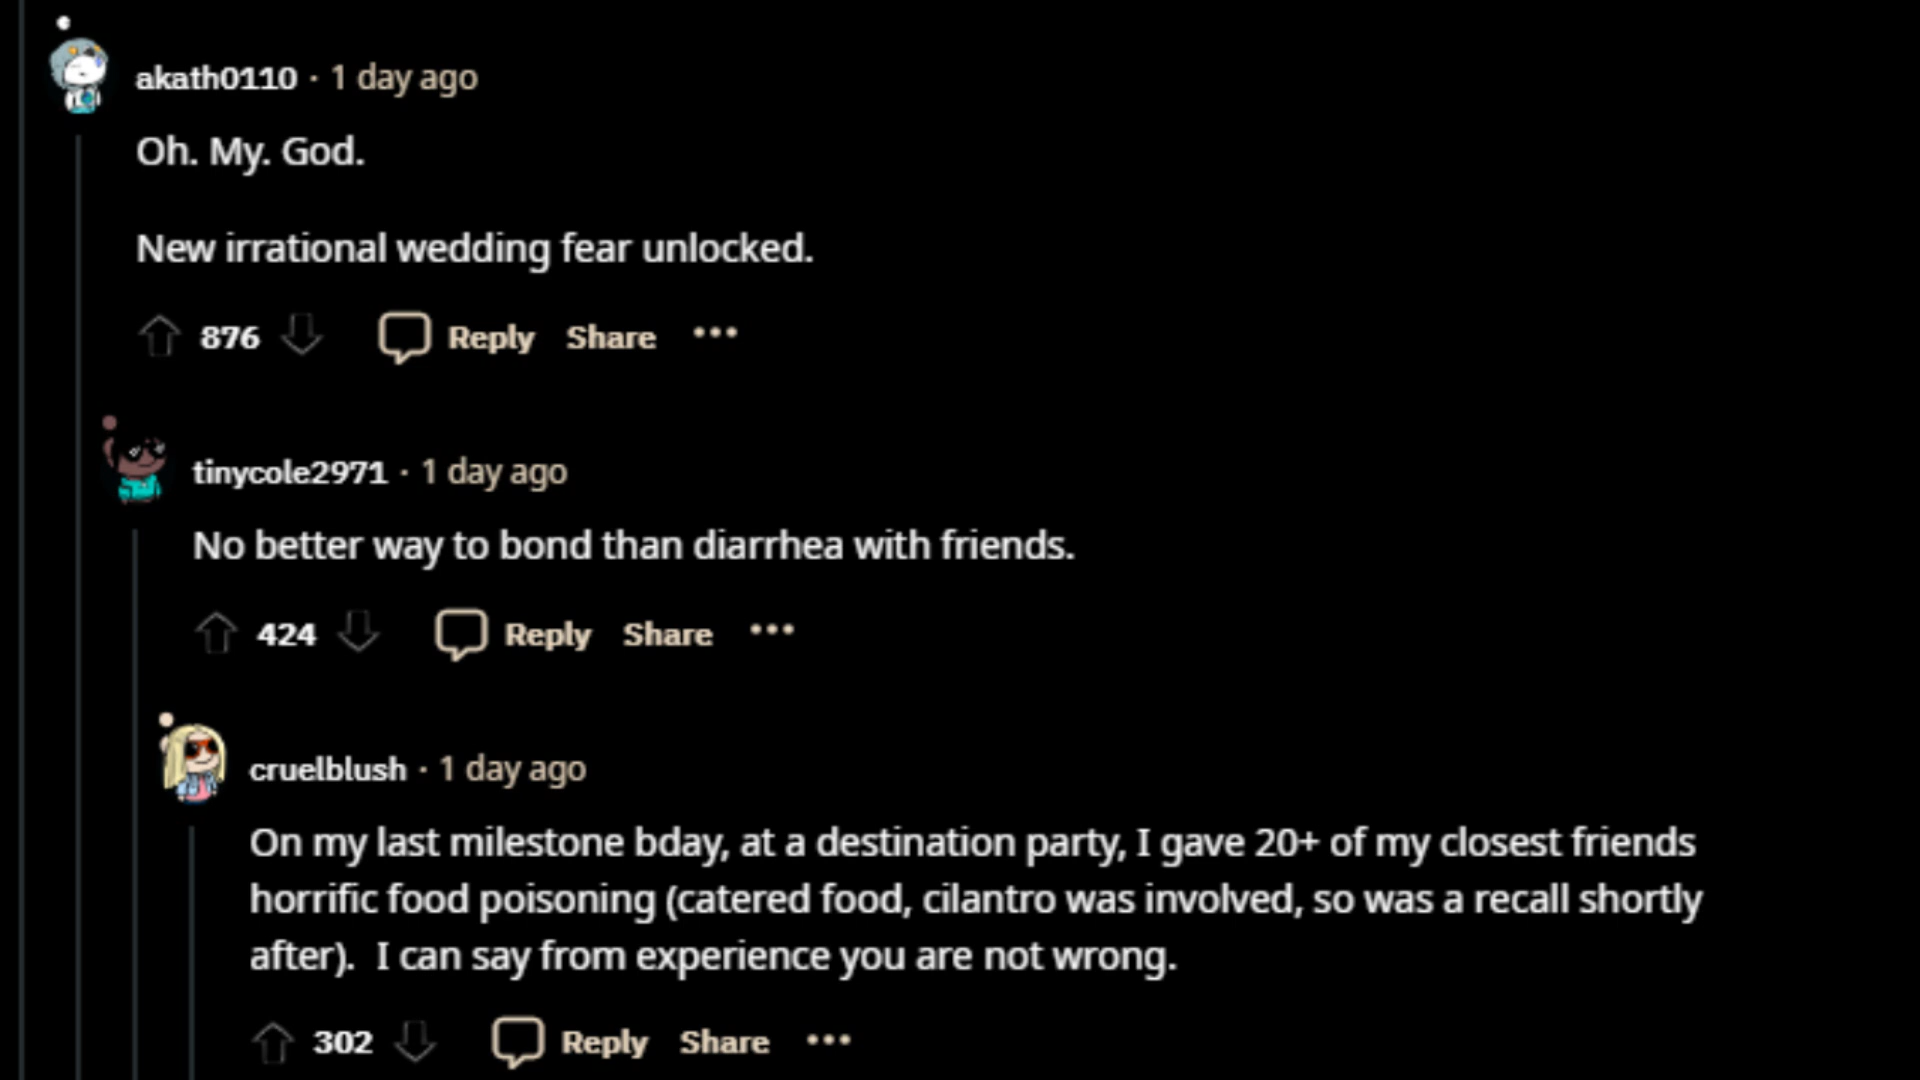 akath0110 · 1 day ago
Oh. My. God.
New irrational wedding fear unlocked.
876 Reply Share •••
tinycole2971 · 1 day ago
No better way to bond than diarrhea with friends.
424 Reply Share •••
cruelblush · 1 day ago
On my last milestone bday, at a destination party, I gave 20+ of my closest friends
horrific food poisoning (catered food, cilantro was involved, so was a recall shortly
after).  I can say from experience you are not wrong.
302 Reply Share •••